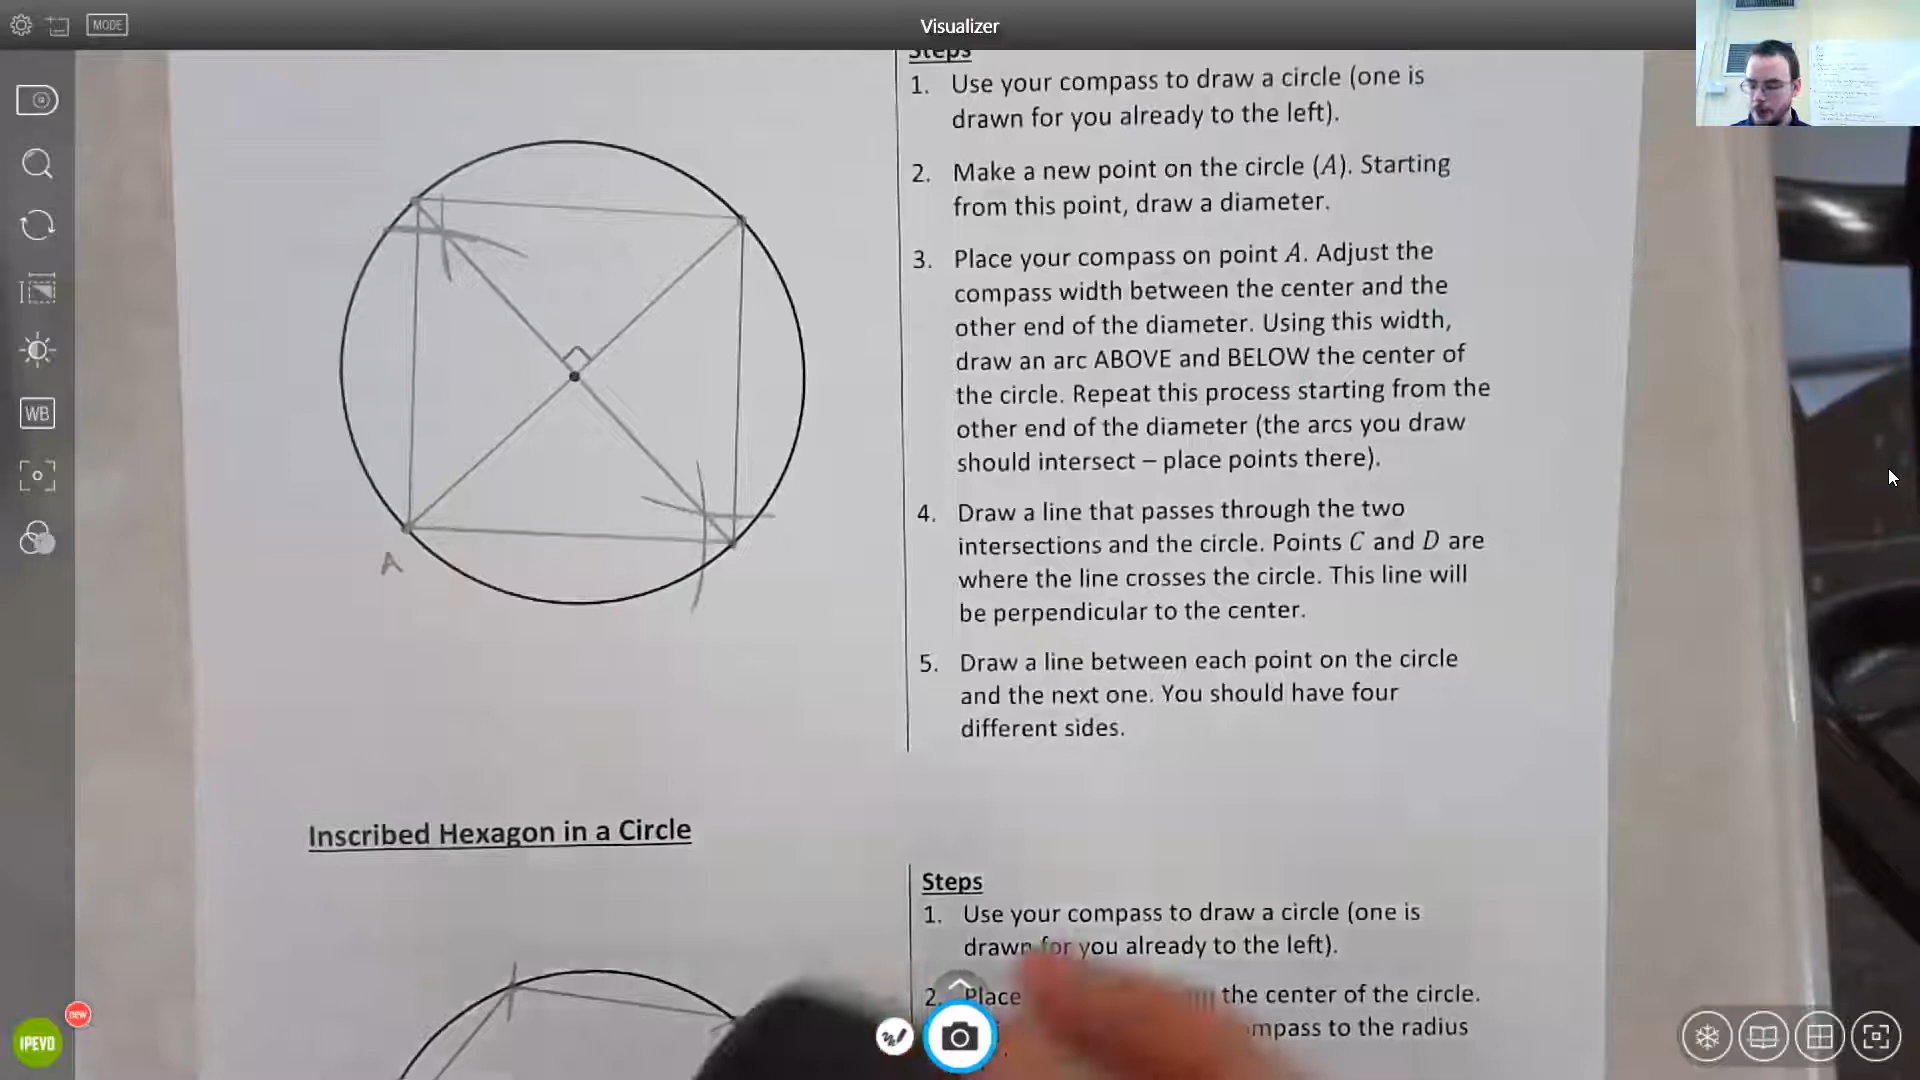 MODE
Visualizer
WB
Steps
1. Use your compass to draw a circle (one is
drawn for you already to the left).
2. Make a new point on the circle (A). Starting
from this point, draw a diameter.
3. Place your compass on point A. Adjust the
compass width between the center and the
other end of the diameter. Using this width,
draw an arc ABOVE and BELOW the center of
the circle. Repeat this process starting from the
other end of the diameter (the arcs you draw
should intersect – place points there).
4. Draw a line that passes through the two
intersections and the circle. Points C and D are
where the line crosses the circle. This line will
be perpendicular to the center.
5. Draw a line between each point on the circle
and the next one. You should have four
different sides.
A
Inscribed Hexagon in a Circle
Steps
1. Use your compass to draw a circle (one is
drawn for you already to the left).
2. Place the center of the circle.
compass to the radius
new
IPEVO